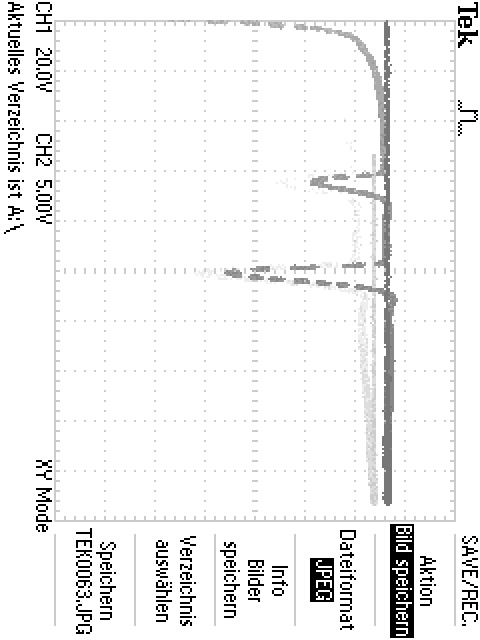 Tek
SAVE/REC.
Aktion
Bild speichern
Dateiformat
JPEG
Info
Bilder
speichern
Verzeichnis
auswählen
Speichern
TEK0063.JPG
CH1 20.0V CH2 5.00V XY Mode
Aktuelles Verzeichnis ist A:\